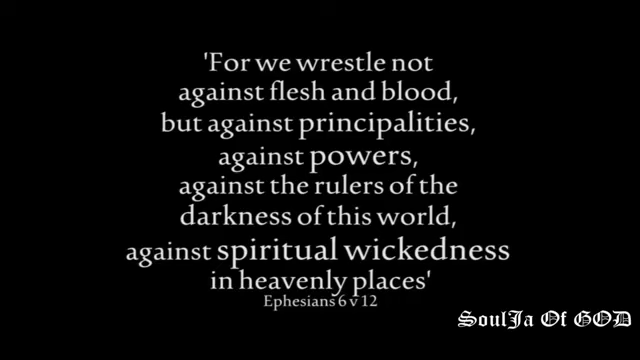 'For we wrestle not
against flesh and blood,
but against principalities,
against powers,
against the rulers of the
darkness of this world,
against spiritual wickedness
in heavenly places'
Ephesians 6 v 12
SoulJa Of GOD